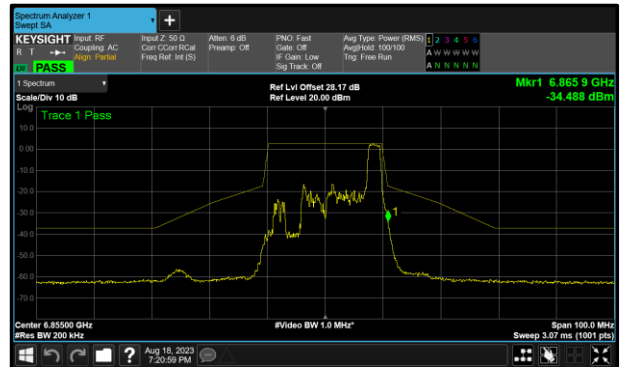 Spectrum Analyzer 1
Swept SA
KEYSIGHT
R T
PASS
Input: RF
Coupling: AC
Align: Partial
Input Z: 50 Ω
Corr CCorr RCal
Freq Ref: Int (S)
Atten: 6 dB
Preamp: Off
PNO: Fast
Gate: Off
IF Gain: Low
Sig Track: Off
Avg Type: Power (RMS)
Avg|Hold: 100/100
Trig: Free Run
1 2 3 4 5 6
A W W W W W
A N N N N N
1 Spectrum
Scale/Div 10 dB
Ref Lvl Offset 28.17 dB
Ref Level 20.00 dBm
Mkr1 6.865 9 GHz
-34.488 dBm
Log
Trace 1 Pass
10.0
0.00
-10.0
-20.0
-30.0
-40.0
-50.0
-60.0
-70.0
1
Center 6.85500 GHz
#Res BW 200 kHz
#Video BW 1.0 MHz*
Span 100.0 MHz
Sweep 3.07 ms (1001 pts)
?
Aug 18, 2023
7:20:59 PM